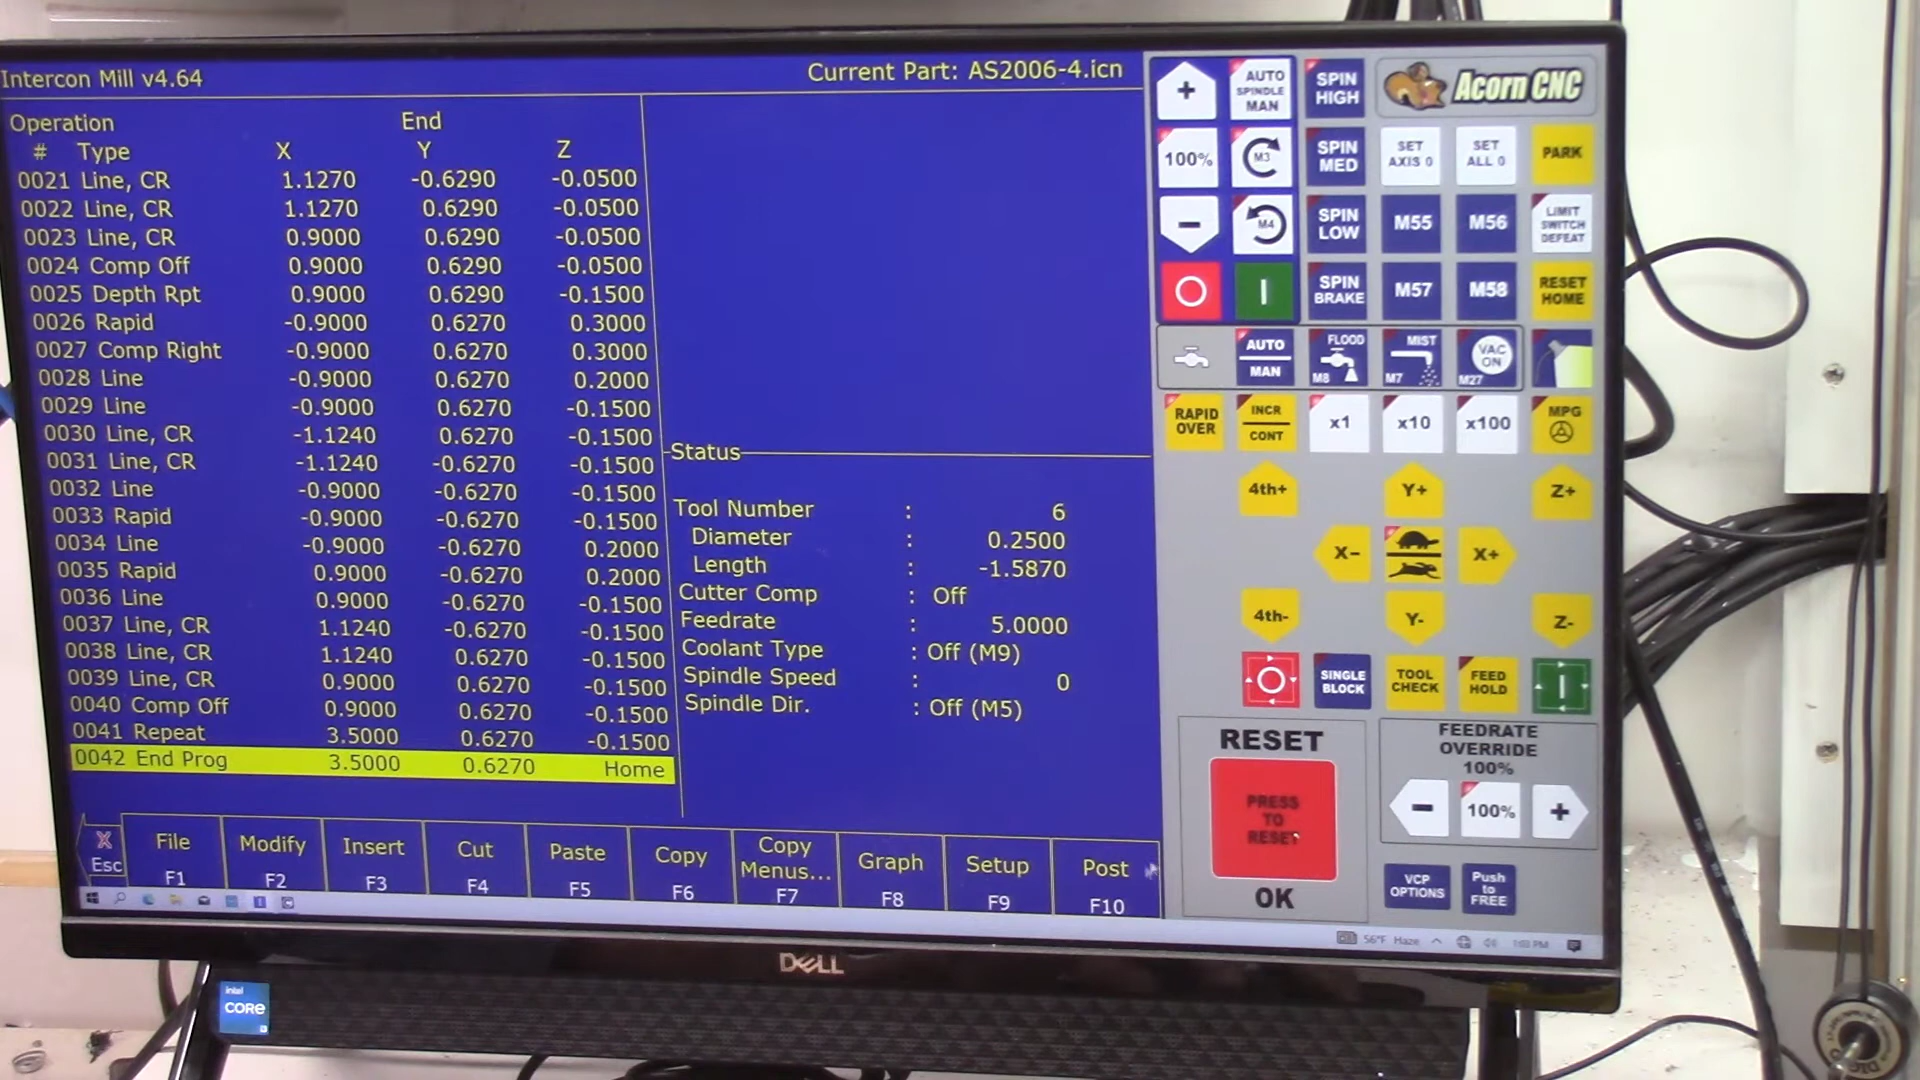 Intercon Mill v4.64
Current Part: AS2006-4.icn
Operation End
# Type X Y Z
0021 Line, CR 1.1270 -0.6290 -0.0500
0022 Line, CR 1.1270 0.6290 -0.0500
0023 Line, CR 0.9000 0.6290 -0.0500
0024 Comp Off 0.9000 0.6290 -0.0500
0025 Depth Rpt 0.9000 0.6290 -0.1500
0026 Rapid -0.9000 0.6270 0.3000
0027 Comp Right -0.9000 0.6270 0.3000
0028 Line -0.9000 0.6270 0.2000
0029 Line -0.9000 0.6270 -0.1500
0030 Line, CR -1.1240 0.6270 -0.1500
0031 Line, CR -1.1240 -0.6270 -0.1500
0032 Line -0.9000 -0.6270 -0.1500
0033 Rapid -0.9000 -0.6270 -0.1500
0034 Line -0.9000 -0.6270 0.2000
0035 Rapid 0.9000 -0.6270 0.2000
0036 Line 0.9000 -0.6270 -0.1500
0037 Line, CR 1.1240 -0.6270 -0.1500
0038 Line, CR 1.1240 0.6270 -0.1500
0039 Line, CR 0.9000 0.6270 -0.1500
0040 Comp Off 0.9000 0.6270 -0.1500
0041 Repeat 3.5000 0.6270 -0.1500
0042 End Prog 3.5000 0.6270 Home
Status
Tool Number : 6
Diameter : 0.2500
Length : -1.5870
Cutter Comp : Off
Feedrate : 5.0000
Coolant Type : Off (M9)
Spindle Speed : 0
Spindle Dir. : Off (M5)
X Esc
File F1
Modify F2
Insert F3
Cut F4
Paste F5
Copy F6
Copy Menus... F7
Graph F8
Setup F9
Post F10
+
AUTO SPINDLE MAN
SPIN HIGH
Acorn CNC
100%
M3
SPIN MED
SET AXIS 0
SET ALL 0
PARK
-
M4
SPIN LOW
M55
M56
LIMIT SWITCH DEFEAT
SPIN BRAKE
M57
M58
RESET HOME
AUTO MAN
FLOOD M8
MIST M7
VAC ON M27
RAPID OVER
INCR CONT
x1
x10
x100
MPG
4th+
Y+
Z+
X-
X+
4th-
Y-
Z-
SINGLE BLOCK
TOOL CHECK
FEED HOLD
RESET
PRESS TO RESET
OK
FEEDRATE OVERRIDE
100%
-
100%
+
VCP OPTIONS
Push to FREE
56°F Haze
1:03 PM
DELL
intel
CORE